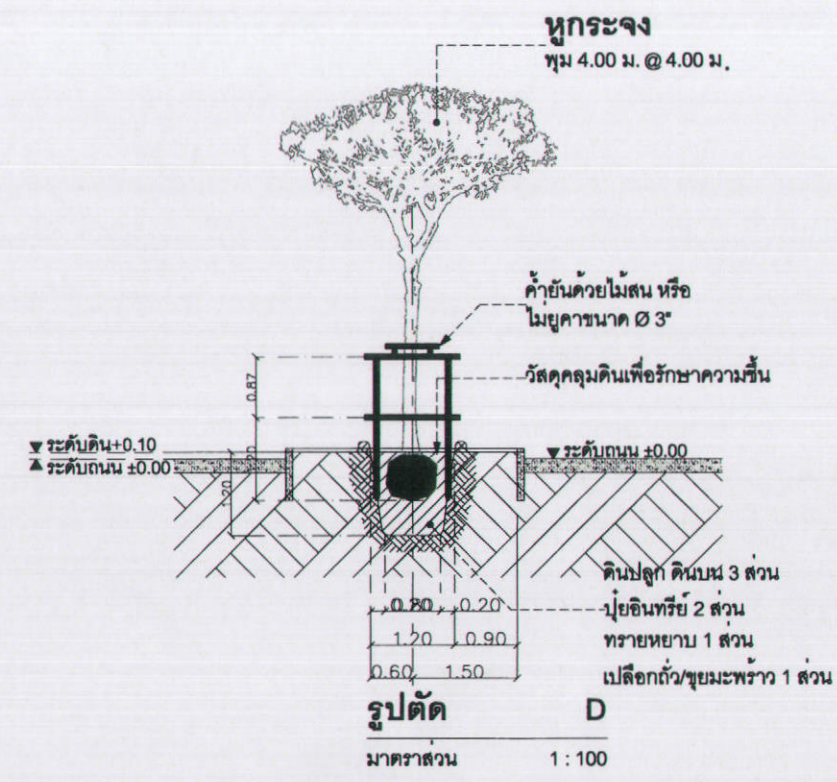 หูกระจง
พุ่ม 4.00 ม. @ 4.00 ม.
ค้ำยันด้วยไม้สน หรือ
ไม้ยูคาขนาด Ø 3"
0.87
วัสดุคลุมดินเพื่อรักษาความชื้น
ระดับดิน+0.10
ระดับถนน ±0.00
ระดับถนน ±0.00
ดินปลูก ดินบน 3 ส่วน
0.20
ปุ๋ยอินทรีย์ 2 ส่วน
1.20 0.90
ทรายหยาบ 1 ส่วน
0.60 1.50
เปลือกถั่ว/ขุยมะพร้าว 1 ส่วน
รูปตัด D
มาตราส่วน 1 : 100